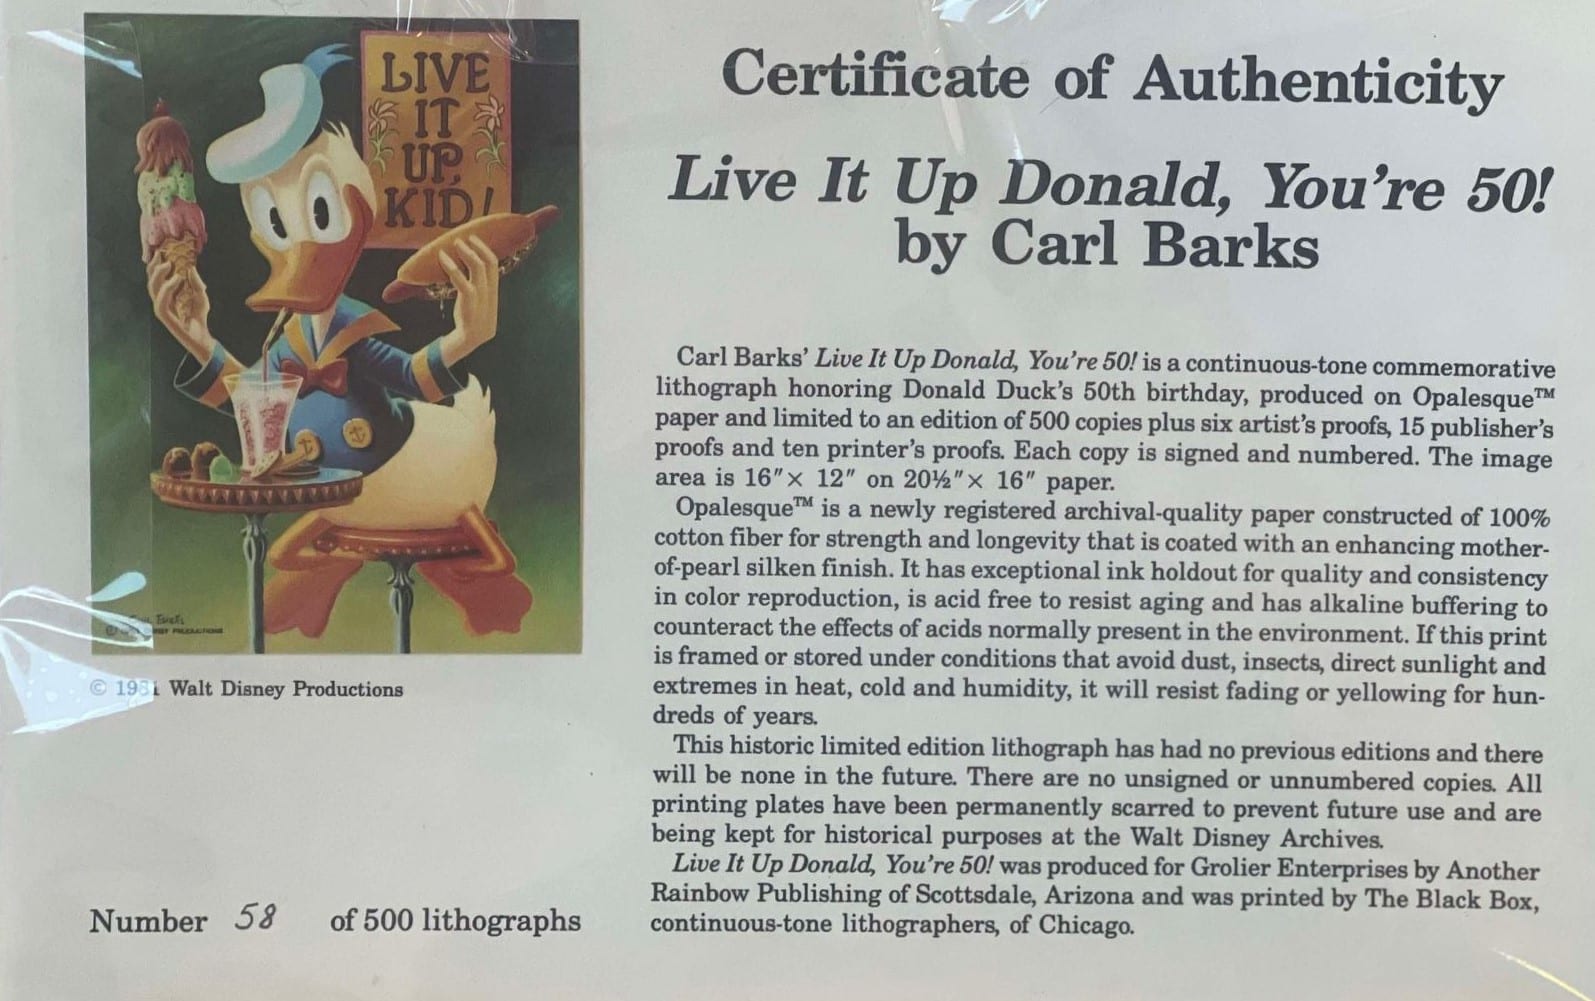 LIVE
IT
UP,
KID!
© 1981 Walt Disney Productions
Number 58 of 500 lithographs
Certificate of Authenticity
Live It Up Donald, You're 50!
by Carl Barks
Carl Barks' Live It Up Donald, You're 50! is a continuous-tone commemorative
lithograph honoring Donald Duck's 50th birthday, produced on Opalesque™
paper and limited to an edition of 500 copies plus six artist's proofs, 15 publisher's
proofs and ten printer's proofs. Each copy is signed and numbered. The image
area is 16″× 12″ on 20½″× 16″ paper.
Opalesque™ is a newly registered archival-quality paper constructed of 100%
cotton fiber for strength and longevity that is coated with an enhancing mother-
of-pearl silken finish. It has exceptional ink holdout for quality and consistency
in color reproduction, is acid free to resist aging and has alkaline buffering to
counteract the effects of acids normally present in the environment. If this print
is framed or stored under conditions that avoid dust, insects, direct sunlight and
extremes in heat, cold and humidity, it will resist fading or yellowing for hun-
dreds of years.
This historic limited edition lithograph has had no previous editions and there
will be none in the future. There are no unsigned or unnumbered copies. All
printing plates have been permanently scarred to prevent future use and are
being kept for historical purposes at the Walt Disney Archives.
Live It Up Donald, You're 50! was produced for Grolier Enterprises by Another
Rainbow Publishing of Scottsdale, Arizona and was printed by The Black Box,
continuous-tone lithographers, of Chicago.